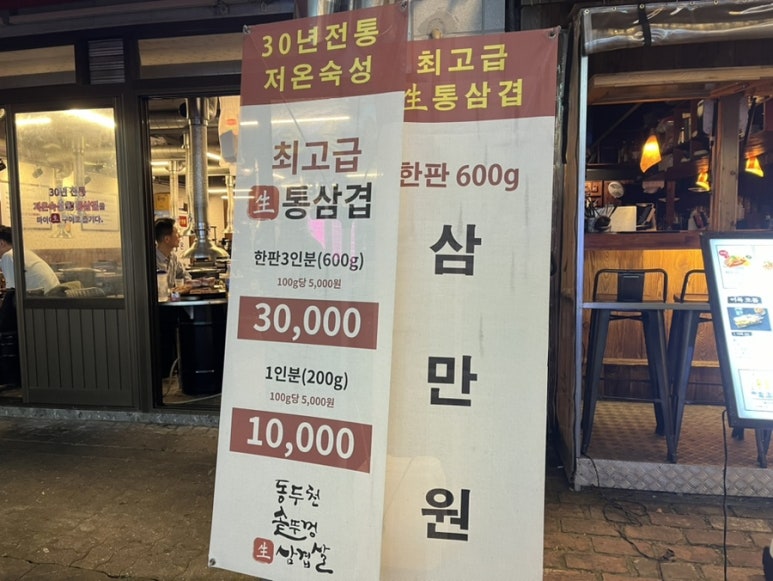 30년전통
저온숙성
최고급
生 통삼겹
한판3인분(600g)
100g당 5,000원
30,000
1인분(200g)
100g당 5,000원
10,000
동두천
솥뚜껑
生 삼겹살
최고급
生통삼겹
한판 600g
삼
만
원
30년 전통